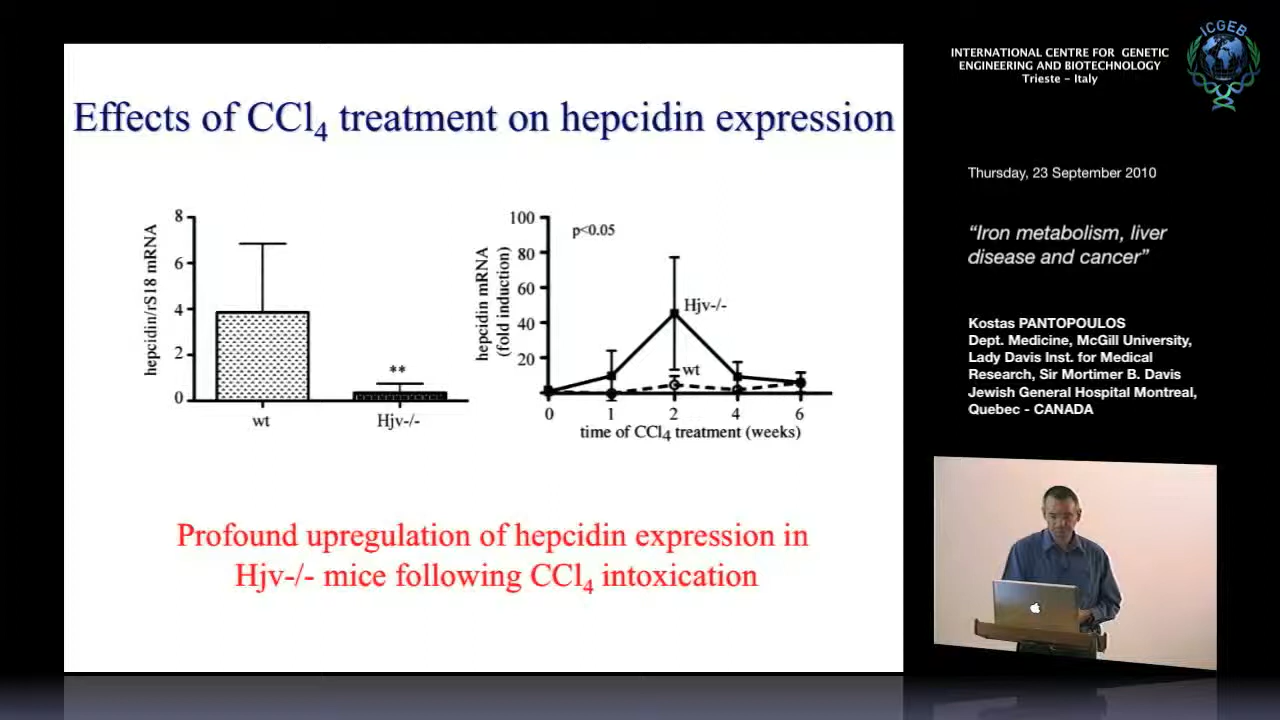 Effects of CCl4 treatment on hepcidin expression
hepcidin/rS18 mRNA
8
6
4
2
0
**
wt
Hjv-/-
hepcidin mRNA
(fold induction)
100
80
60
40
20
p<0.05
Hjv-/-
wt
0 1 2 4 6
time of CCl4 treatment (weeks)
Profound upregulation of hepcidin expression in
Hjv-/- mice following CCl4 intoxication
INTERNATIONAL CENTRE FOR GENETIC
ENGINEERING AND BIOTECHNOLOGY
Trieste - Italy
ICGEB
Thursday, 23 September 2010
“Iron metabolism, liver
disease and cancer”
Kostas PANTOPOULOS
Dept. Medicine, McGill University,
Lady Davis Inst. for Medical
Research, Sir Mortimer B. Davis
Jewish General Hospital Montreal,
Quebec - CANADA